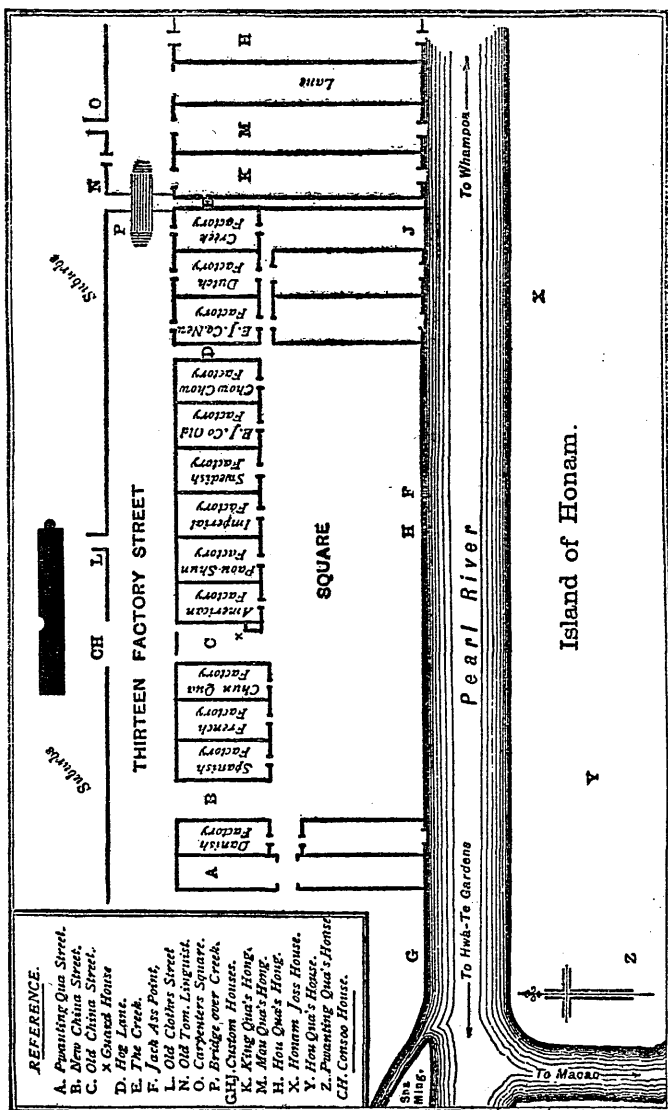 REFERENCE.
A. Pwanting Qua Street.
B. New China Street.
C. Old China Street.
x Guard House
D. Hog Lane.
E. The Creek.
F. Jack Ass Point,
L. Old Clothes Street
N. Old Tom, Linguist.
O. Carpenters Square.
P. Bridge over Creek.
GHJ. Custom Houses.
K. King Qua's Hong.
M. Mou Qua's Hong.
H. Hou Qua's Hong.
X. Honam Joss House.
Y. Hou Qua's House.
Z. Pwanting Qua's House.
CH. Consoo House.
Suburbs
CH
L
Suburbs
P
N
O
THIRTEEN FACTORY STREET
A
Danish
Factory
B
Spanish
Factory
French
Factory
Chun Qua
Factory
C
x
American
Factory
Paou-Shun
Factory
Imperial
Factory
Swedish
Factory
E. J. Co Old
Factory
Chow Chow
Factory
D
E. J. Co. New
Factory
Dutch
Factory
Creek
Factory
E
K
M
Lane
H
SQUARE
G
H
F
J
Sha
Ming.
To Hwa-Te Gardens
Pearl River
To Whampoa
To Macao
Z
Y
Island of Honam.
X